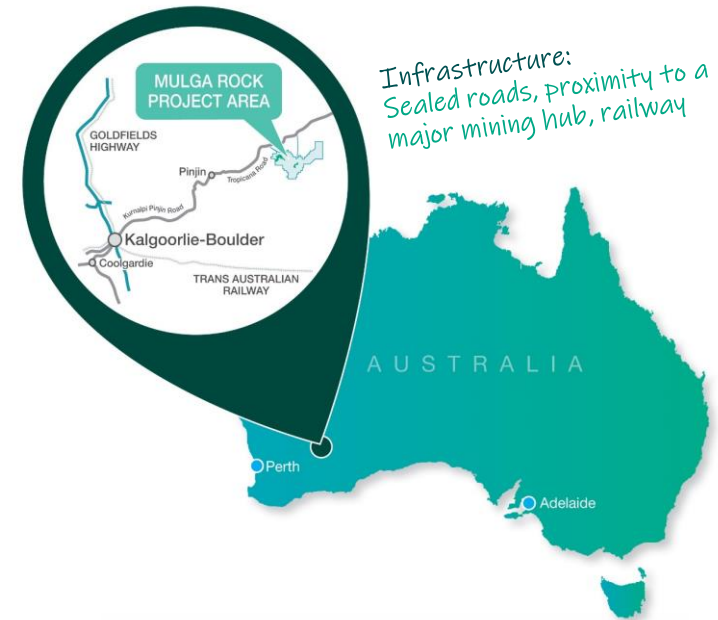 Infrastructure:
Sealed roads, proximity to a
major mining hub, railway
MULGA ROCK
PROJECT AREA
GOLDFIELDS
HIGHWAY
Pinjin
Tropicana Road
Kurnalpi Pinjin Road
Kalgoorlie-Boulder
Coolgardie
TRANS AUSTRALIAN
RAILWAY
AUSTRALIA
Perth
Adelaide